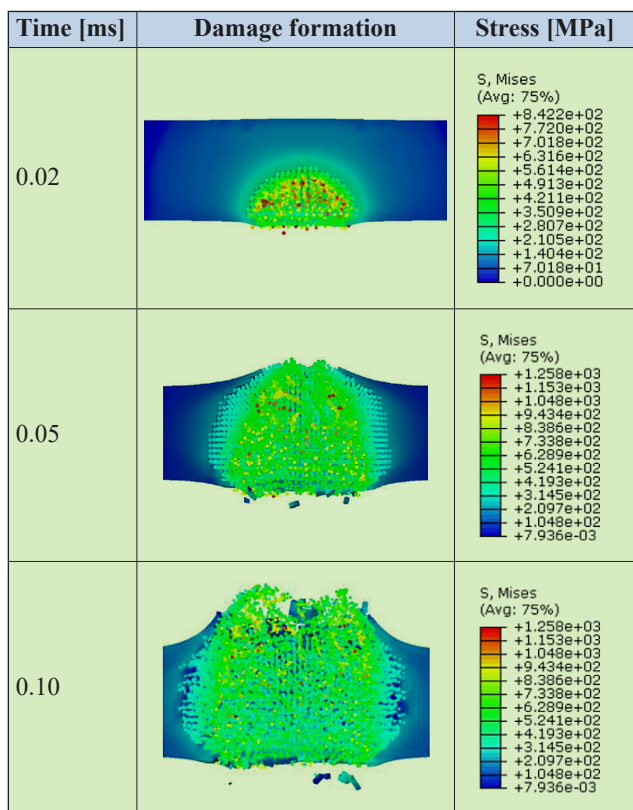 Time [ms] Damage formation Stress [MPa]
0.02
S, Mises
(Avg: 75%)
+8.422e+02
+7.720e+02
+7.018e+02
+6.316e+02
+5.614e+02
+4.913e+02
+4.211e+02
+3.509e+02
+2.807e+02
+2.105e+02
+1.404e+02
+7.018e+01
+0.000e+00
0.05
S, Mises
(Avg: 75%)
+1.258e+03
+1.153e+03
+1.048e+03
+9.434e+02
+8.386e+02
+7.338e+02
+6.289e+02
+5.241e+02
+4.193e+02
+3.145e+02
+2.097e+02
+1.048e+02
+7.936e-03
0.10
S, Mises
(Avg: 75%)
+1.258e+03
+1.153e+03
+1.048e+03
+9.434e+02
+8.386e+02
+7.338e+02
+6.289e+02
+5.241e+02
+4.193e+02
+3.145e+02
+2.097e+02
+1.048e+02
+7.936e-03